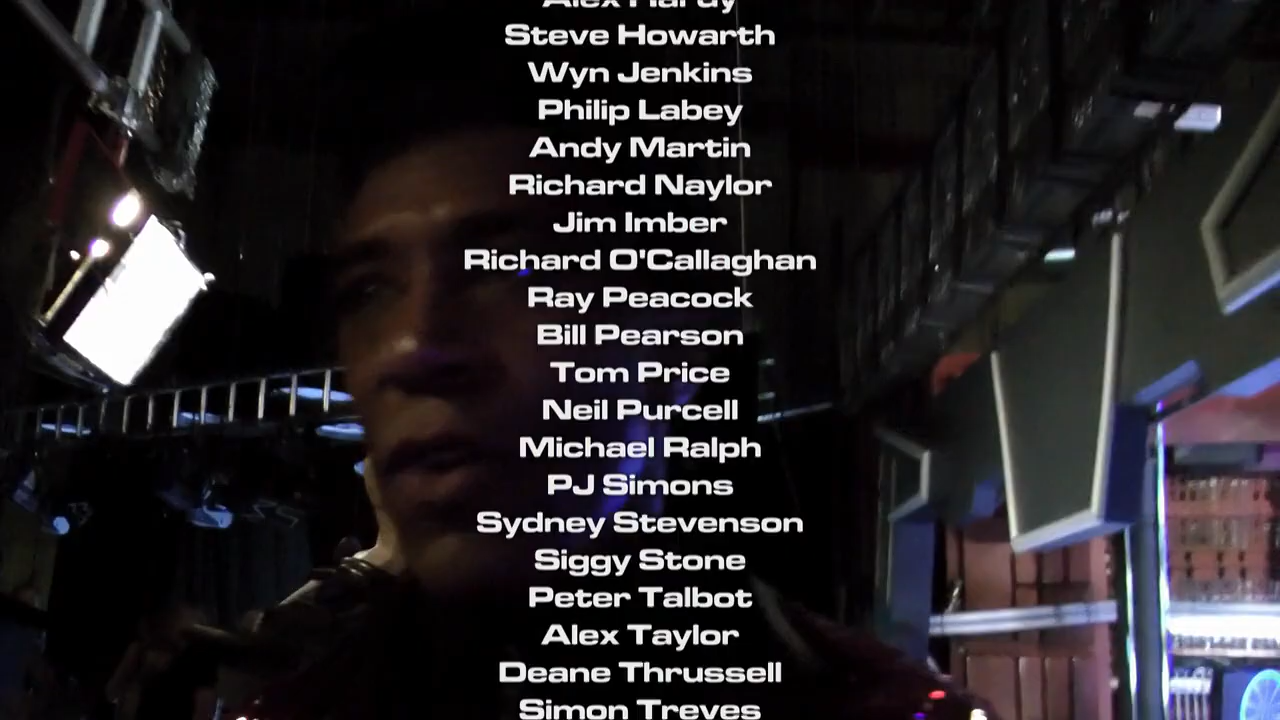 Alex Hardy
Steve Howarth
Wyn Jenkins
Philip Labey
Andy Martin
Richard Naylor
Jim Imber
Richard O'Callaghan
Ray Peacock
Bill Pearson
Tom Price
Neil Purcell
Michael Ralph
PJ Simons
Sydney Stevenson
Siggy Stone
Peter Talbot
Alex Taylor
Deane Thrussell
Simon Treves